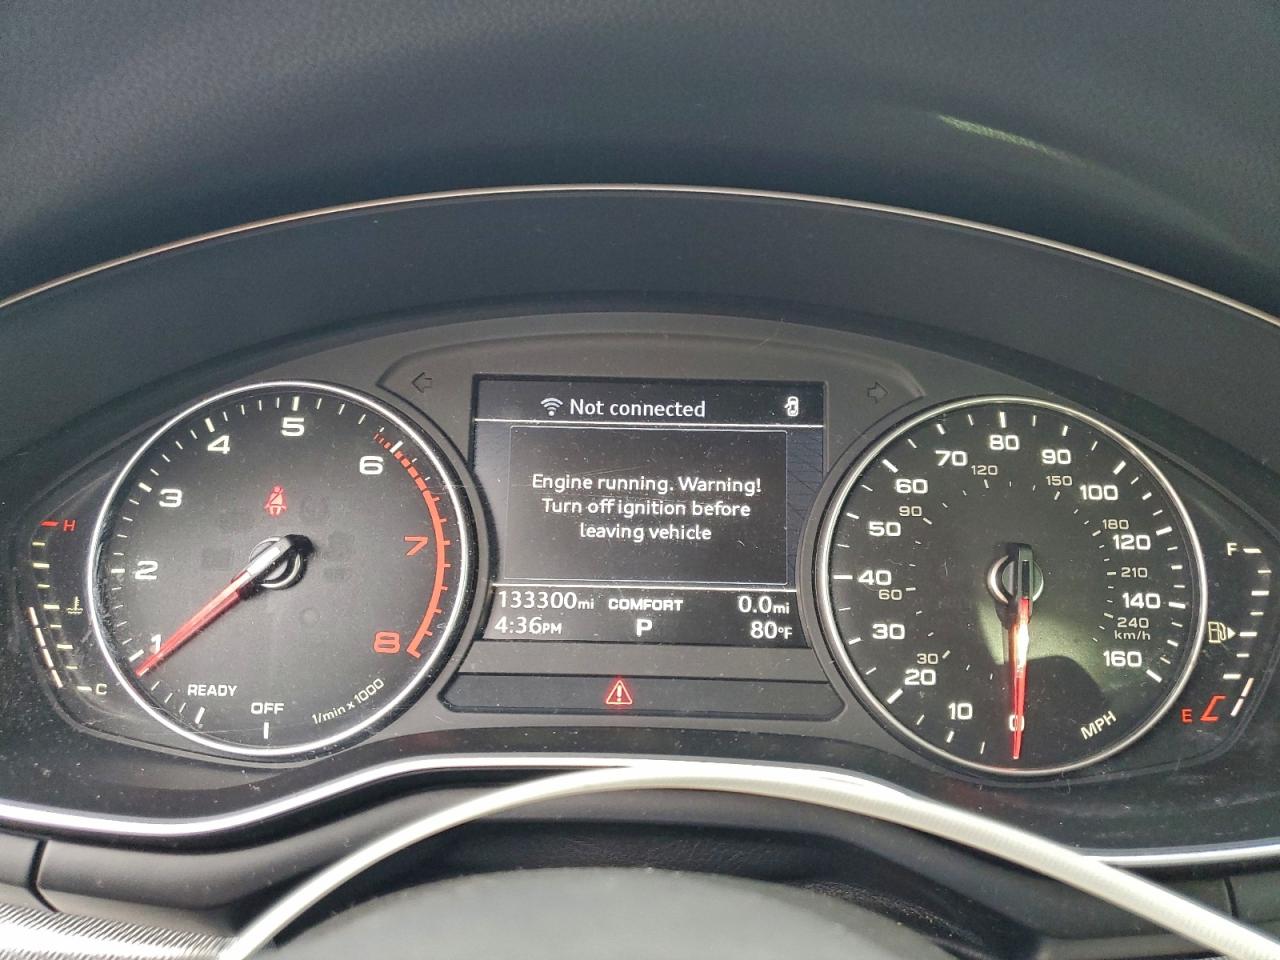 Not connected
Engine running. Warning!
Turn off ignition before
leaving vehicle
133300mi COMFORT 0.0mi
4:36PM P 80°F
H
C
1
2
3
4
5
6
7
8
READY
OFF
1/min x 1000
0
10
20
30
40
50
60
70
80
90
100
120
140
160
MPH
30
60
90
120
150
180
210
240
km/h
F
E